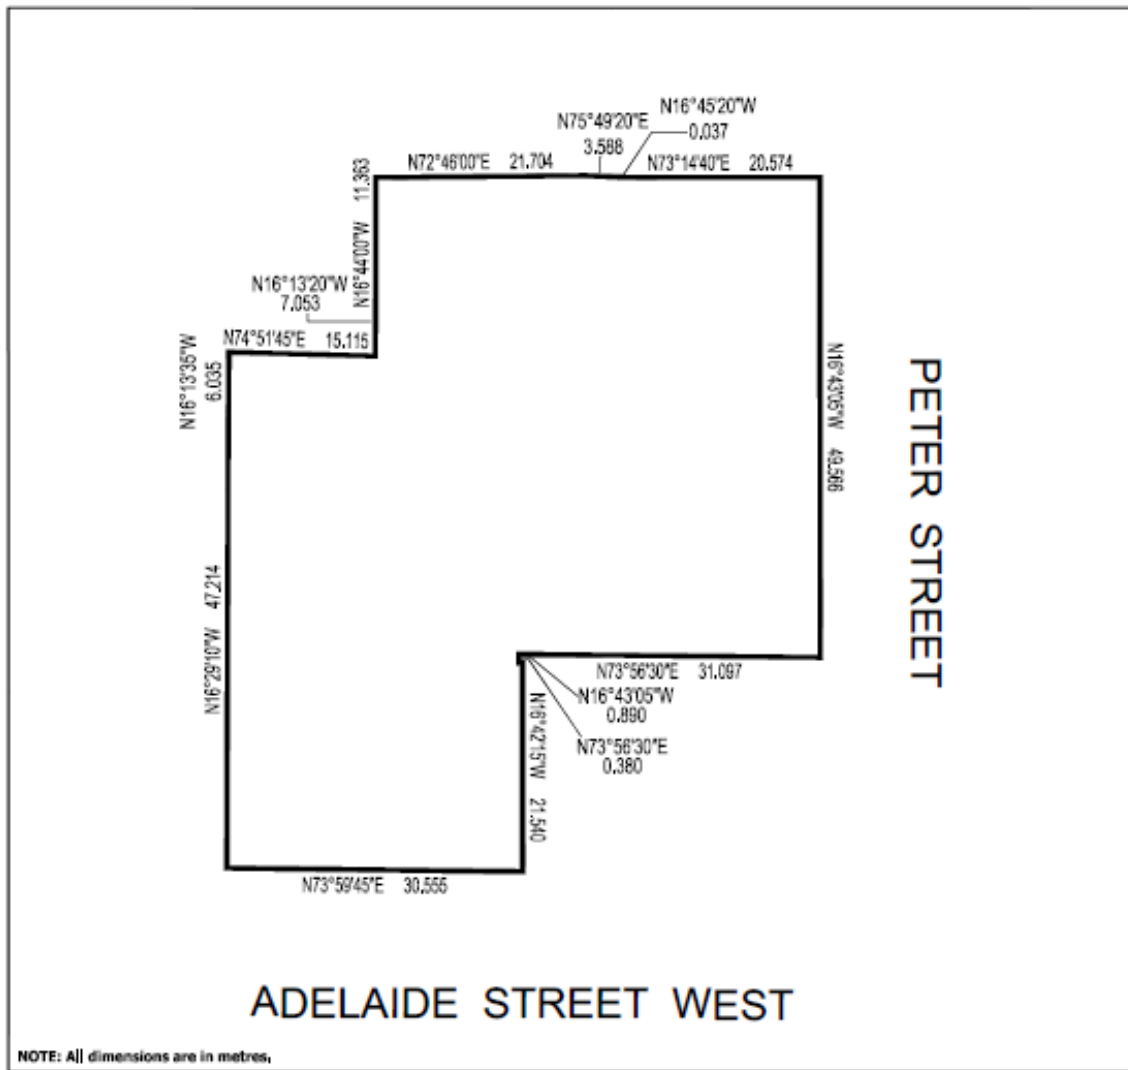 N16°45'20"W
0.037
N75°49'20"E
3.588
N72°46'00"E 21.704
N73°14'40"E 20.574
N16°44'00"W 11.363
N16°13'20"W
7.053
N74°51'45"E 15.115
N16°13'35"W
6.035
N16°43'05"W 49.566
PETER STREET
N16°29'10"W 47.214
N73°56'30"E 31.097
N16°43'05"W
0.890
N73°56'30"E
0.380
N16°42'15"W 21.540
N73°59'45"E 30.555
ADELAIDE STREET WEST
NOTE: All dimensions are in metres,